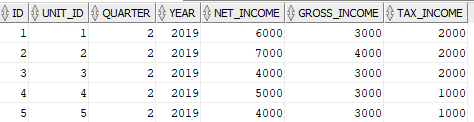 ID UNIT_ID QUARTER YEAR NET_INCOME GROSS_INCOME TAX_INCOME
1 1 2 2019 6000 3000 2000
2 2 2 2019 7000 4000 2000
3 3 2 2019 4000 3000 2000
4 4 2 2019 5000 3000 1000
5 5 2 2019 4000 3000 1000